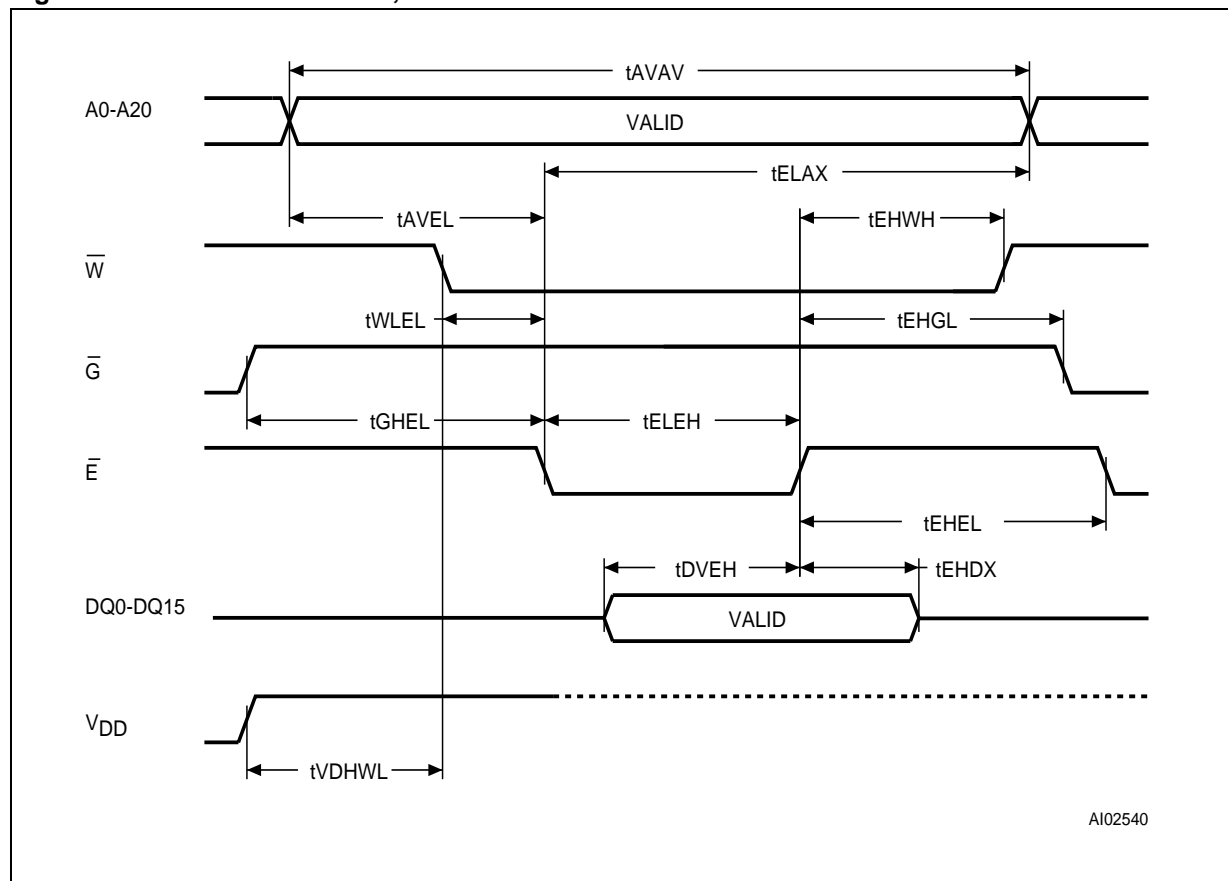 tAVAV
A0-A20
VALID
tELAX
tAVEL
tEHWH
W̅
tWLEL
tEHGL
G̅
tGHEL
tELEH
E̅
tEHEL
tDVEH
tEHDX
DQ0-DQ15
VALID
VDD
tVDHWL
AI02540